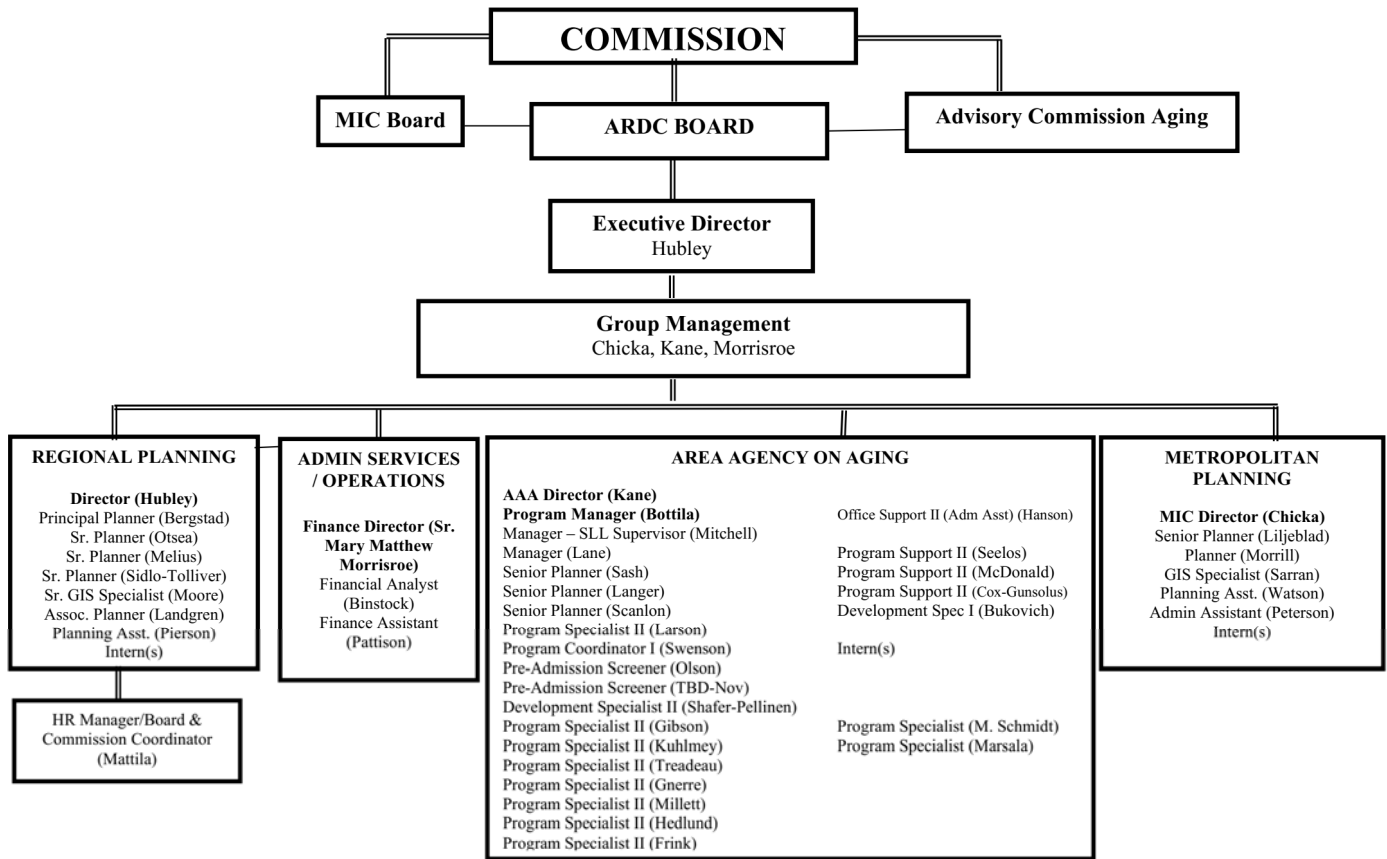 COMMISSION
MIC Board
ARDC BOARD
Advisory Commission Aging
Executive Director
Hubley
Group Management
Chicka, Kane, Morrisroe
REGIONAL PLANNING
Director (Hubley)
Principal Planner (Bergstad)
Sr. Planner (Otsea)
Sr. Planner (Melius)
Sr. Planner (Sidlo-Tolliver)
Sr. GIS Specialist (Moore)
Assoc. Planner (Landgren)
Planning Asst. (Pierson)
Intern(s)
HR Manager/Board &
Commission Coordinator
(Mattila)
ADMIN SERVICES
/ OPERATIONS
Finance Director (Sr.
Mary Matthew
Morrisroe)
Financial Analyst
(Binstock)
Finance Assistant
(Pattison)
AREA AGENCY ON AGING
AAA Director (Kane)
Program Manager (Bottila)
Manager – SLL Supervisor (Mitchell)
Manager (Lane)
Senior Planner (Sash)
Senior Planner (Langer)
Senior Planner (Scanlon)
Program Specialist II (Larson)
Program Coordinator I (Swenson)
Pre-Admission Screener (Olson)
Pre-Admission Screener (TBD-Nov)
Development Specialist II (Shafer-Pellinen)
Program Specialist II (Gibson)
Program Specialist II (Kuhlmey)
Program Specialist II (Treadeau)
Program Specialist II (Gnerre)
Program Specialist II (Millett)
Program Specialist II (Hedlund)
Program Specialist II (Frink)
Office Support II (Adm Asst) (Hanson)
Program Support II (Seelos)
Program Support II (McDonald)
Program Support II (Cox-Gunsolus)
Development Spec I (Bukovich)
Intern(s)
Program Specialist (M. Schmidt)
Program Specialist (Marsala)
METROPOLITAN
PLANNING
MIC Director (Chicka)
Senior Planner (Liljeblad)
Planner (Morrill)
GIS Specialist (Sarran)
Planning Asst. (Watson)
Admin Assistant (Peterson)
Intern(s)